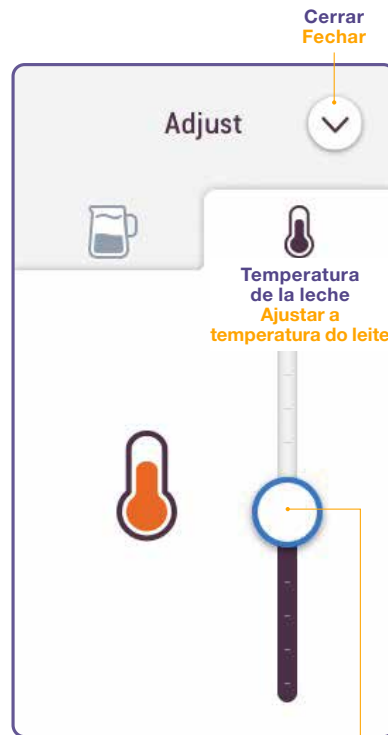 Cerrar
Fechar
Adjust
Temperatura
de la leche
Ajustar a
temperatura do leite